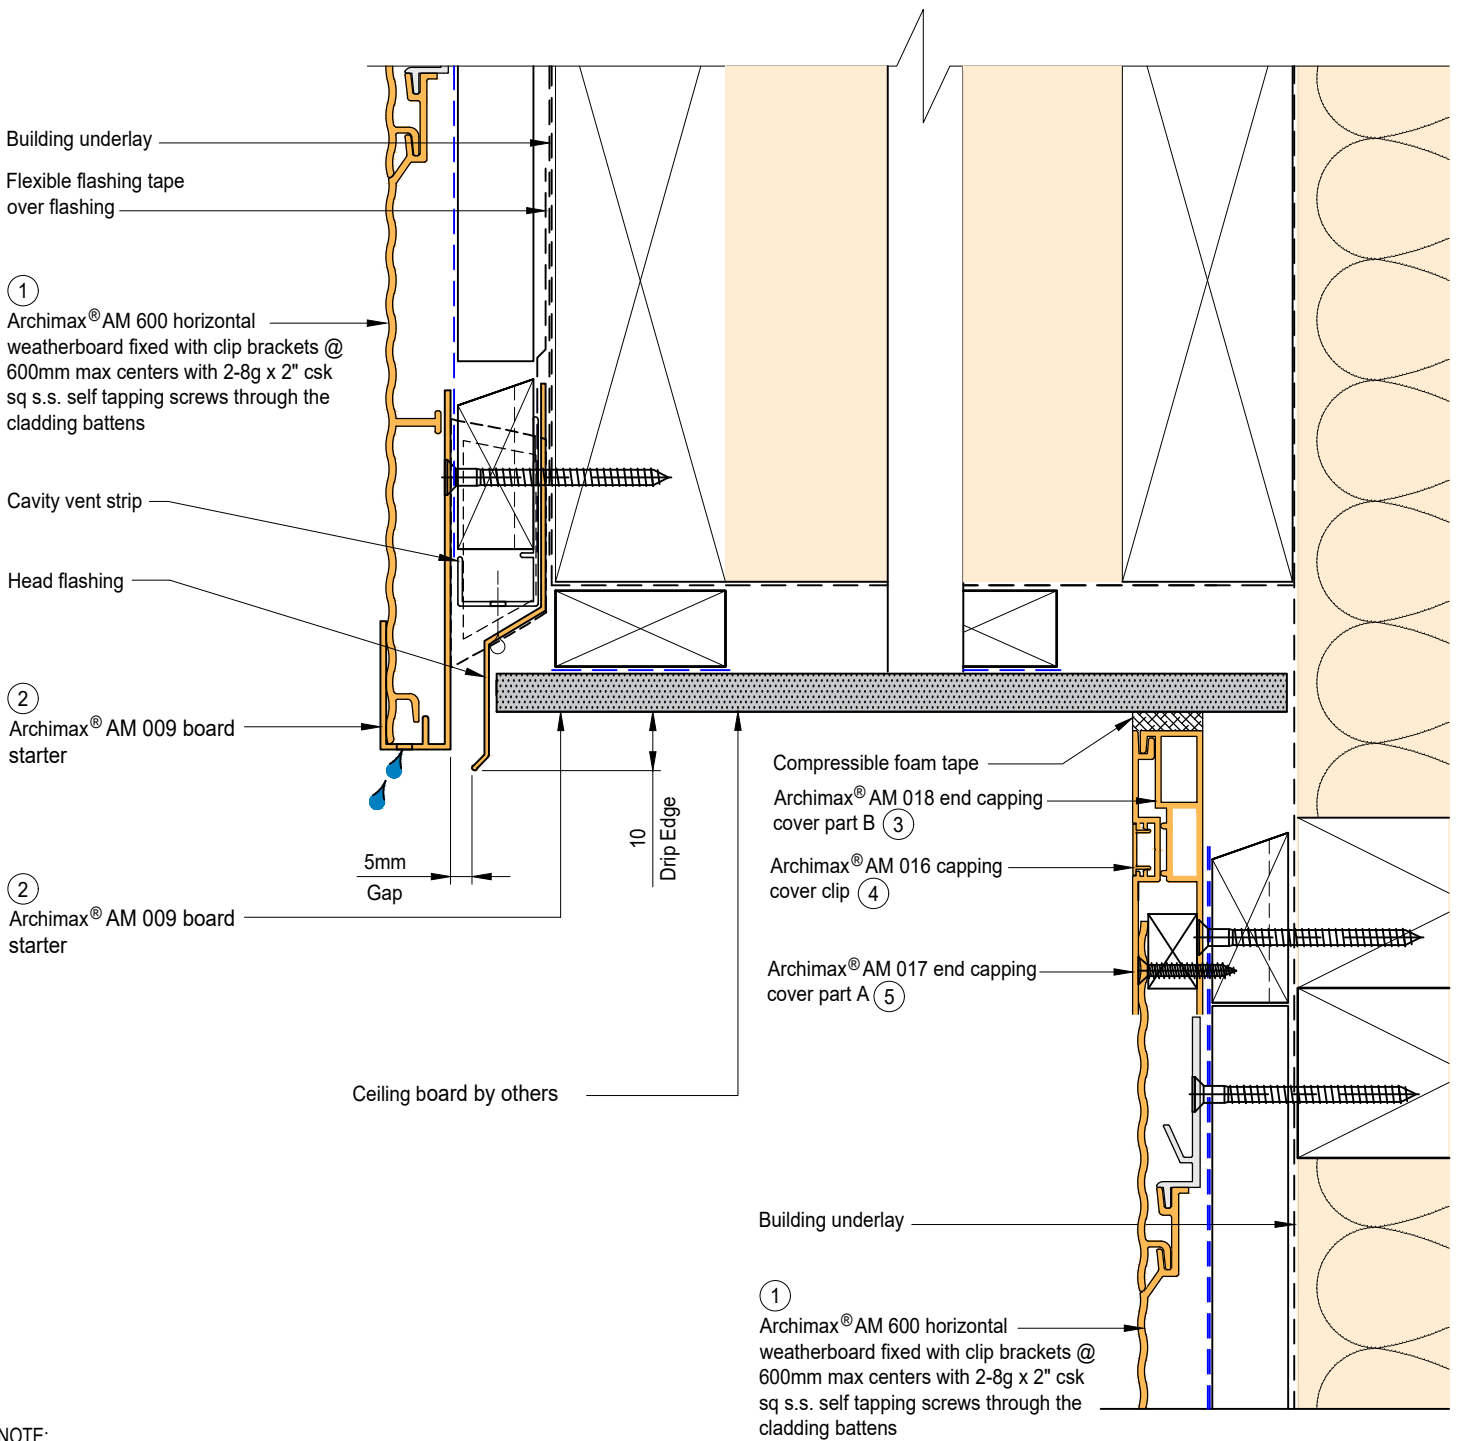 Building underlay
Flexible flashing tape
over flashing
1
Archimax® AM 600 horizontal
weatherboard fixed with clip brackets @
600mm max centers with 2-8g x 2" csk
sq s.s. self tapping screws through the
cladding battens
Cavity vent strip
Head flashing
2
Archimax® AM 009 board
starter
2
Archimax® AM 009 board
starter
5mm
Gap
10
Drip Edge
Ceiling board by others
Compressible foam tape
Archimax® AM 018 end capping
cover part B 3
Archimax® AM 016 capping
cover clip 4
Archimax® AM 017 end capping
cover part A 5
Building underlay
1
Archimax® AM 600 horizontal
weatherboard fixed with clip brackets @
600mm max centers with 2-8g x 2" csk
sq s.s. self tapping screws through the
cladding battens
NOTE: